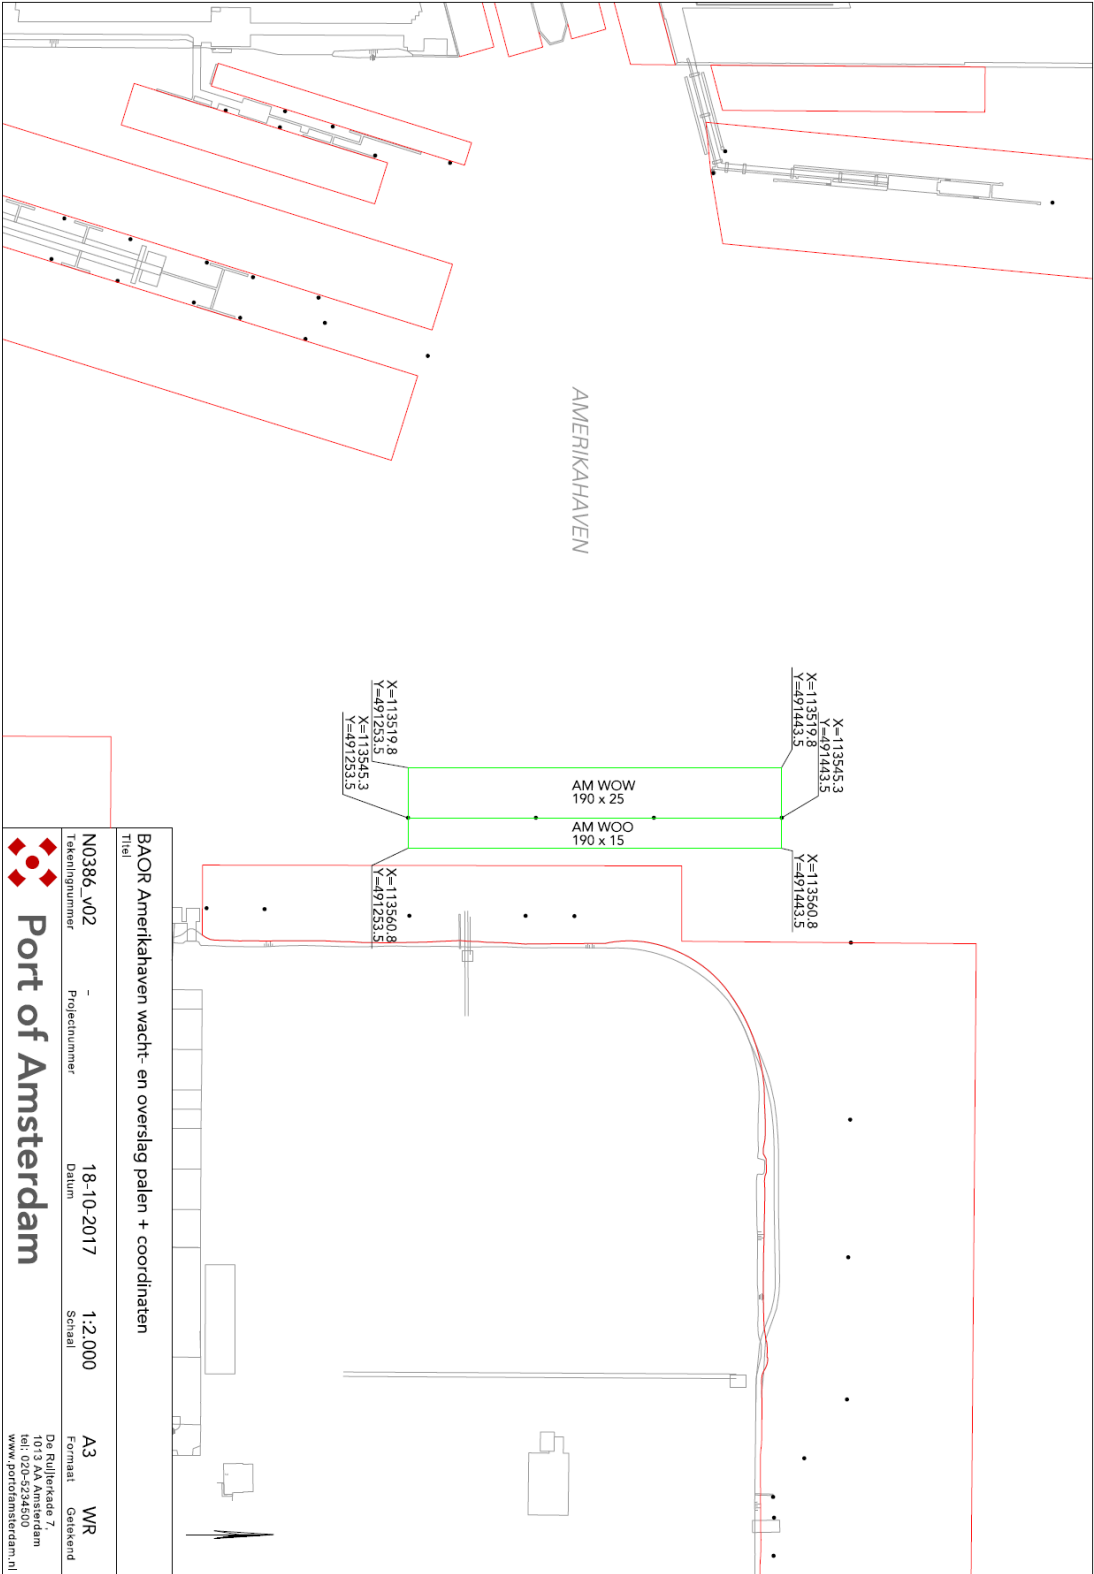 AMERIKAHAVEN
X=113519.8
Y=491443.5
X=113545.3
Y=491443.5
X=113560.8
Y=491443.5
AM WOW
190 x 25
AM WOO
190 x 15
X=113519.8
Y=491253.5
X=113545.3
Y=491253.5
X=113560.8
Y=491253.5
BAOR Amerikahaven wacht- en overslag palen + coordinaten
Titel
N0386_v02
Tekeningnummer
-
Projectnummer
18-10-2017
Datum
1:2.000
Schaal
A3
Formaat
WR
Getekend
Port of Amsterdam
De Ruijterkade 7,
1013 AA Amsterdam
tel: 020-5234500
www.portofamsterdam.nl